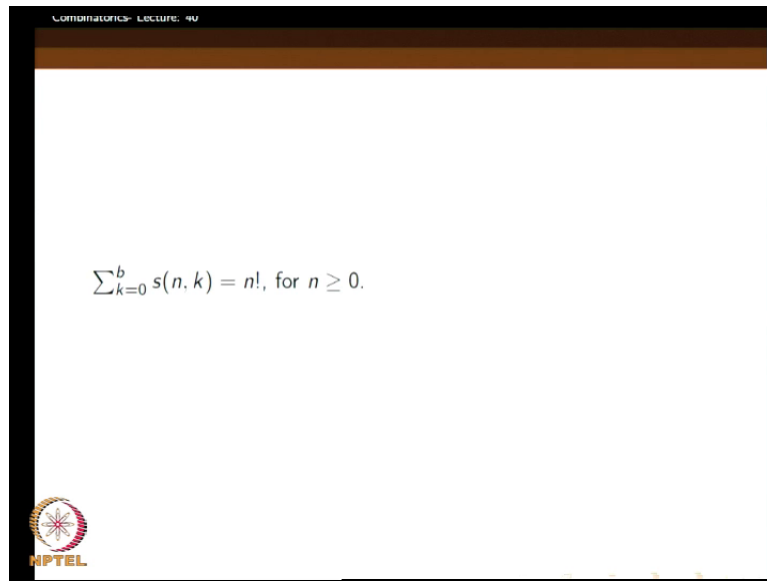 Combinatorics- Lecture: 40
∑_{k=0}^{b} s(n, k) = n!, for n ≥ 0.
NPTEL